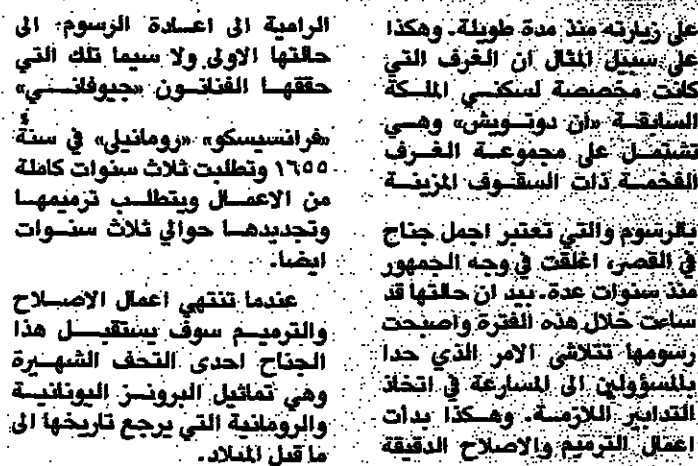 على زيارته منذ مدة طويلة. وهكذا
على سبيل المثال ان الغرف التي
كانت مخصصة لسكنى الملكة
السابقة «ان دوتويش» وهي
تشتمل على مجموعة الغرف
الفخمة ذات السقوف المزينة
بالرسوم والتي تعتبر اجمل جناح
في القصر، اغلقت في وجه الجمهور
منذ سنوات عدة. بيد ان حالتها قد
ساءت خلال هذه الفترة واصبحت
رسومها تتلاشى الامر الذي حدا
بالمسؤولين الى المسارعة في اتخاذ
التدابير اللازمة. وهكذا بدأت
اعمال الترميم والاصلاح الدقيقة
الرامية الى اعادة الرسوم الى
حالتها الاولى ولا سيما تلك التي
حققها الفنانون «جيوفاني»
«فرانسيسكو» «رومانيلي» في سنة
١٦٥٥ وتطلبت ثلاث سنوات كاملة
من الاعمال ويتطلب ترميمها
وتجديدها حوالي ثلاث سنوات
ايضا.
عندما تنتهي اعمال الاصلاح
والترميم سوف يستقبل هذا
الجناح احدى التحف الشهيرة
وهي تماثيل البرونز اليونانية
والرومانية التي يرجع تاريخها الى
ما قبل الميلاد.